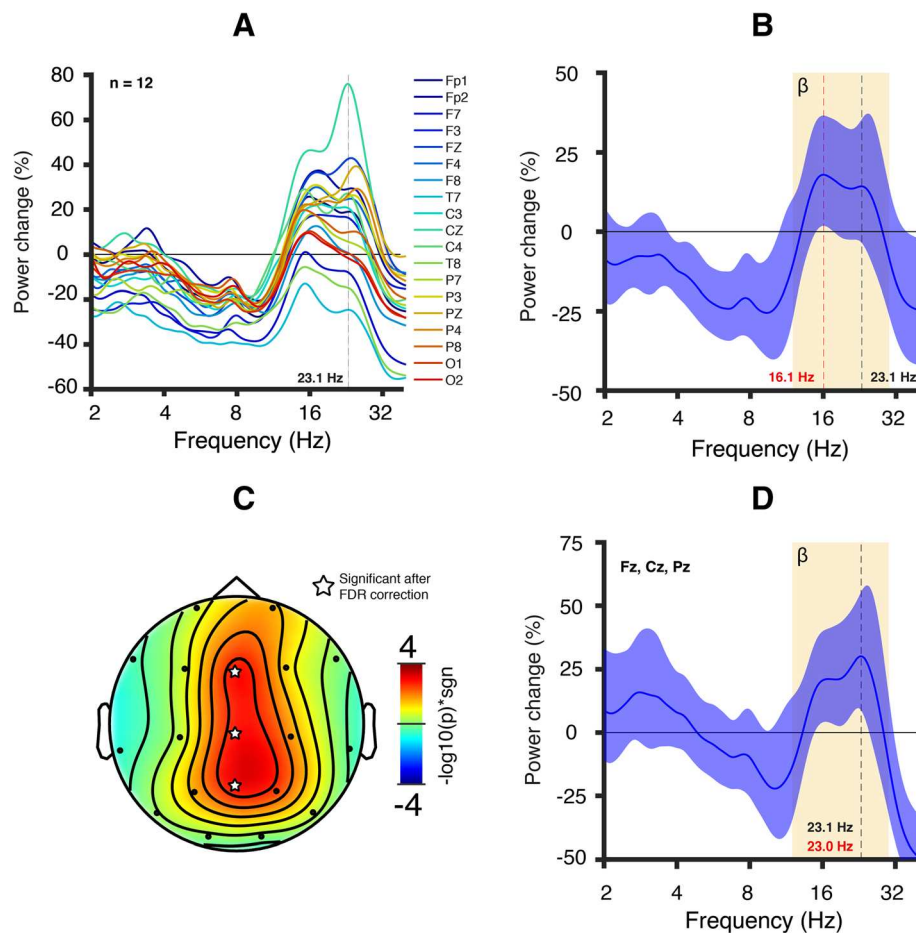 A
n = 12
80
60
40
20
0
-20
-40
-60
Power change (%)
23.1 Hz
2
4
8
16
32
Frequency (Hz)
Fp1
Fp2
F7
F3
FZ
F4
F8
T7
C3
CZ
C4
T8
P7
P3
PZ
P4
P8
O1
O2
B
β
50
25
0
-25
-50
Power change (%)
16.1 Hz
23.1 Hz
2
4
8
16
32
Frequency (Hz)
C
Significant after
FDR correction
4
-4
-log10(p)*sgn
D
β
Fz, Cz, Pz
75
50
25
0
-25
-50
Power change (%)
23.1 Hz
23.0 Hz
2
4
8
16
32
Frequency (Hz)